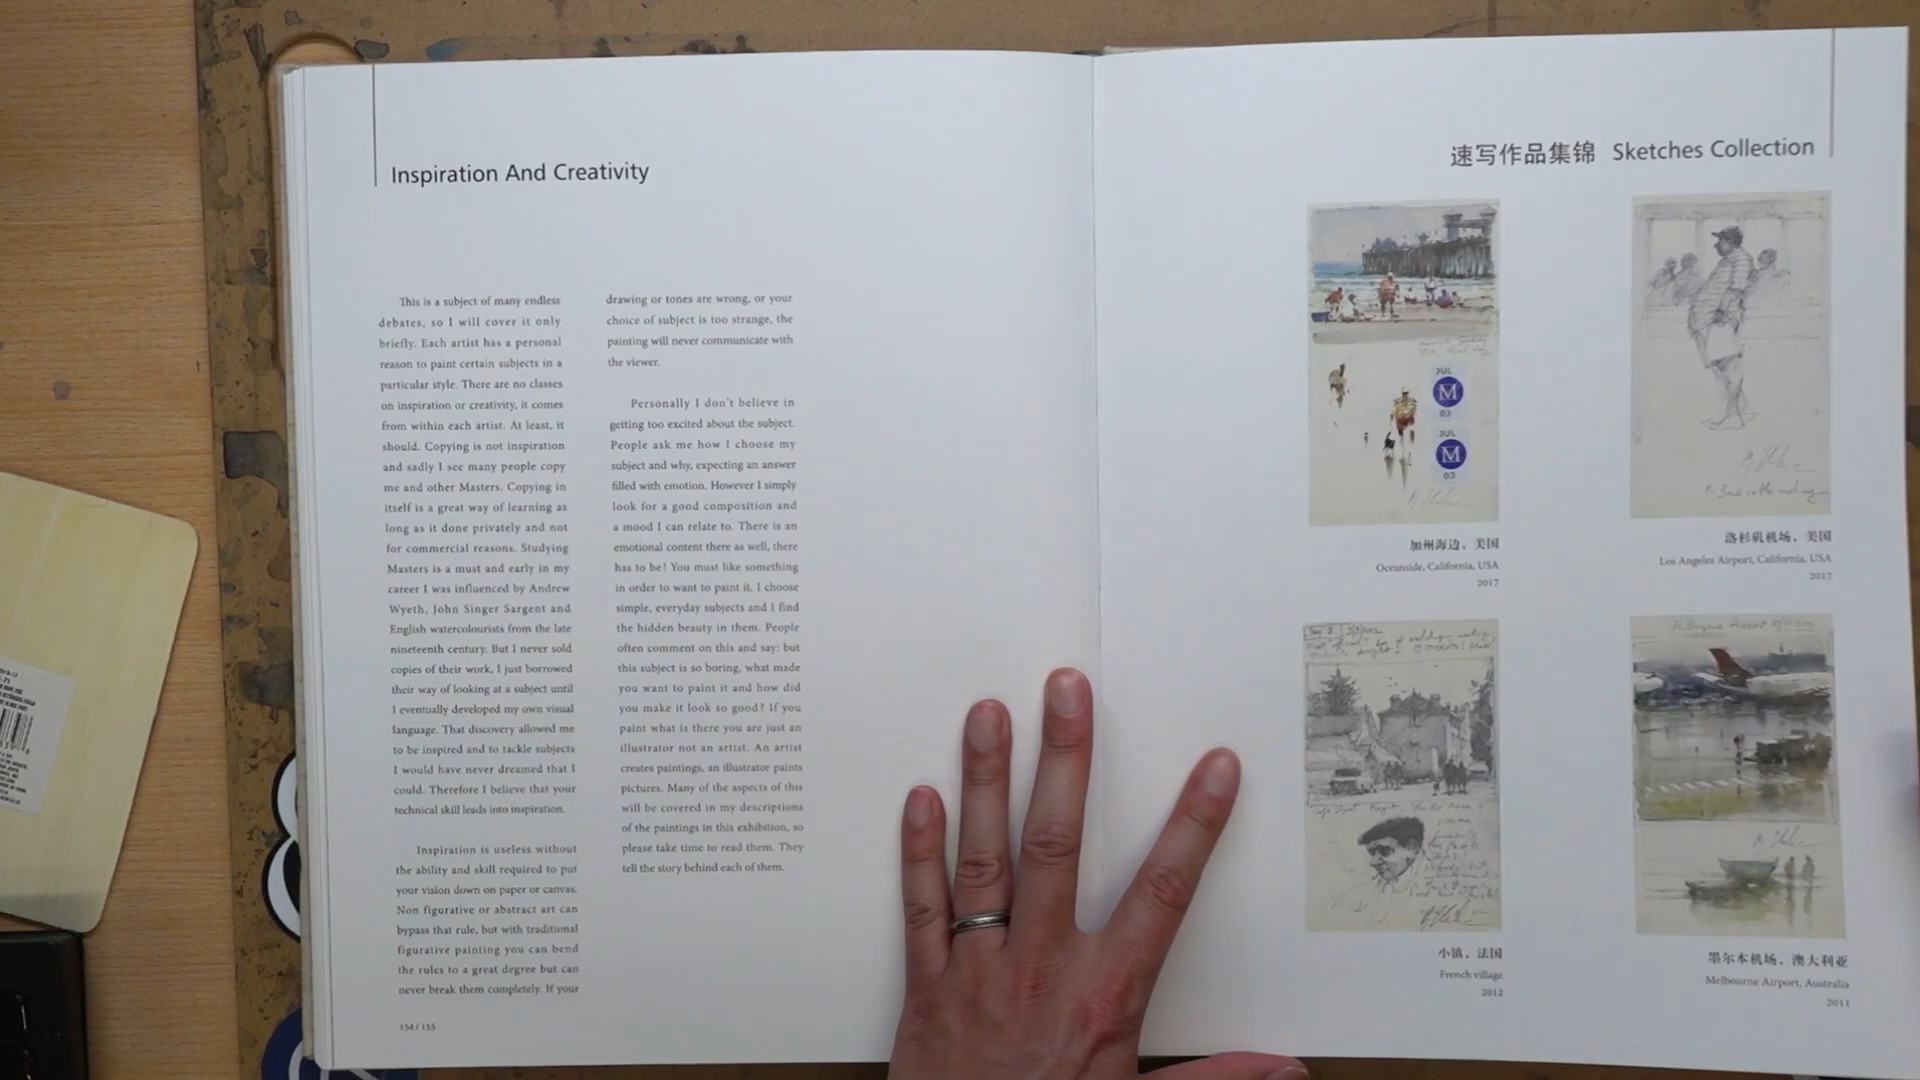 Inspiration And Creativity
This is a subject of many endless
debates, so I will cover it only
briefly. Each artist has a personal
reason to paint certain subjects in a
particular style. There are no classes
on inspiration or creativity, it comes
from within each artist. At least, it
should. Copying is not inspiration
and sadly I see many people copy
me and other Masters. Copying in
itself is a great way of learning as
long as it done privately and not
for commercial reasons. Studying
Masters is a must and early in my
career I was influenced by Andrew
Wyeth, John Singer Sargent and
English watercolourists from the late
nineteenth century. But I never sold
copies of their work, I just borrowed
their way of looking at a subject until
I eventually developed my own visual
language. That discovery allowed me
to be inspired and to tackle subjects
I would have never dreamed that I
could. Therefore I believe that your
technical skill leads into inspiration.
Inspiration is useless without
the ability and skill required to put
your vision down on paper or canvas.
Non figurative or abstract art can
bypass that rule, but with traditional
figurative painting you can bend
the rules to a great degree but can
never break them completely. If your
drawing or tones are wrong, or your
choice of subject is too strange, the
painting will never communicate with
the viewer.
Personally I don't believe in
getting too excited about the subject.
People ask me how I choose my
subject and why, expecting an answer
filled with emotion. However I simply
look for a good composition and
a mood I can relate to. There is an
emotional content there as well, there
has to be! You must like something
in order to want to paint it. I choose
simple, everyday subjects and I find
the hidden beauty in them. People
often comment on this and say: but
this subject is so boring, what made
you want to paint it and how did
you make it look so good? If you
paint what is there you are just an
illustrator not an artist. An artist
creates paintings, an illustrator paints
pictures. Many of the aspects of this
will be covered in my descriptions
of the paintings in this exhibition, so
please take time to read them. They
tell the story behind each of them.
154 / 155
速写作品集锦 Sketches Collection
JUL
M
03
JUL
M
03
加州海边，美国
Oceanside, California, USA
2017
洛杉矶机场，美国
Los Angeles Airport, California, USA
2017
小镇，法国
French village
2012
Melbourne Airport
墨尔本机场，澳大利亚
Melbourne Airport, Australia
2011